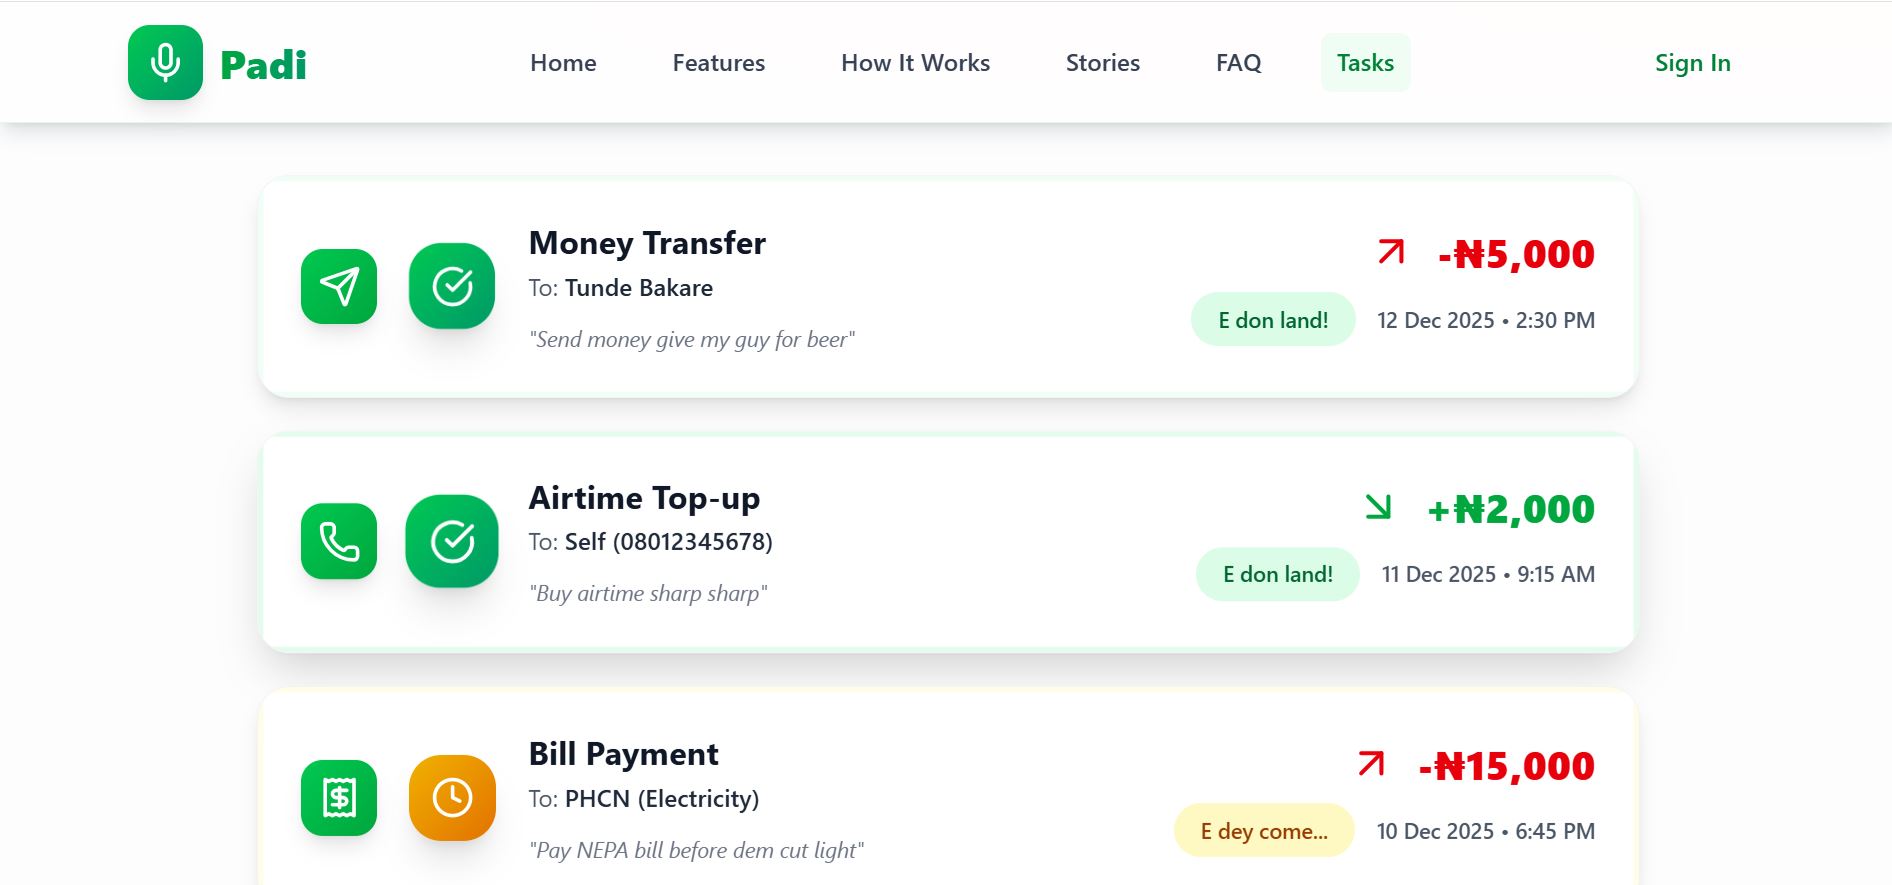 Padi
Home
Features
How It Works
Stories
FAQ
Tasks
Sign In
Money Transfer
To: Tunde Bakare
"Send money give my guy for beer"
-₦5,000
E don land!
12 Dec 2025 • 2:30 PM
Airtime Top-up
To: Self (08012345678)
"Buy airtime sharp sharp"
+₦2,000
E don land!
11 Dec 2025 • 9:15 AM
Bill Payment
To: PHCN (Electricity)
"Pay NEPA bill before dem cut light"
-₦15,000
E dey come...
10 Dec 2025 • 6:45 PM